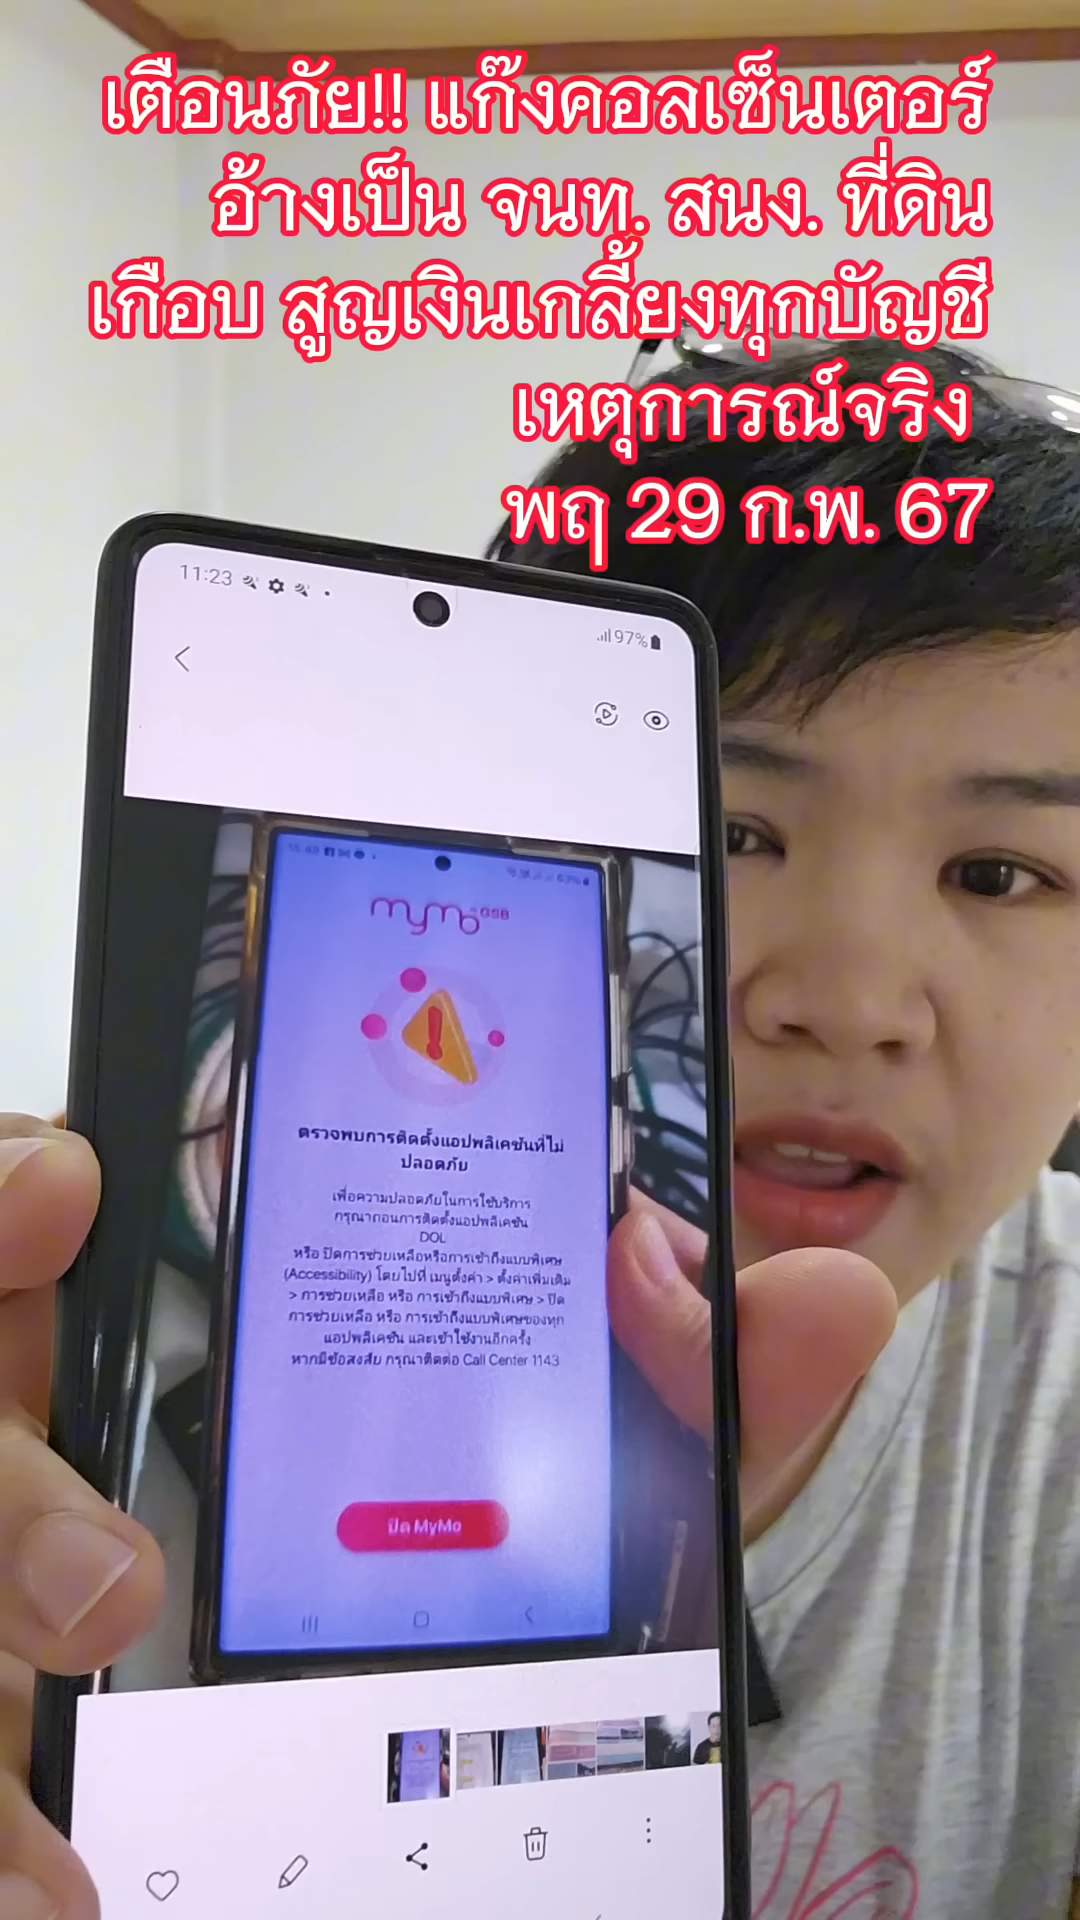 เตือนภัย!! แก๊งคอลเซ็นเตอร์
อ้างเป็น จนท. สนง. ที่ดิน
เกือบ สูญเงินเกลี้ยงทุกบัญชี
เหตุการณ์จริง
พฤ 29 ก.พ. 67
11:23
97%
63%
mymo GSB
ตรวจพบการติดตั้งแอปพลิเคชันที่ไม่
ปลอดภัย
เพื่อความปลอดภัยในการใช้บริการ
กรุณาถอนการติดตั้งแอปพลิเคชัน
DOL
หรือ ปิดการช่วยเหลือหรือการเข้าถึงแบบพิเศษ
(Accessibility) โดยไปที่ เมนูตั้งค่า > ตั้งค่าเพิ่มเติม
> การช่วยเหลือ หรือ การเข้าถึงแบบพิเศษ > ปิด
การช่วยเหลือ หรือ การเข้าถึงแบบพิเศษของทุก
แอปพลิเคชัน และเข้าใช้งานอีกครั้ง
หากมีข้อสงสัย กรุณาติดต่อ Call Center 1143
ปิด MyMo